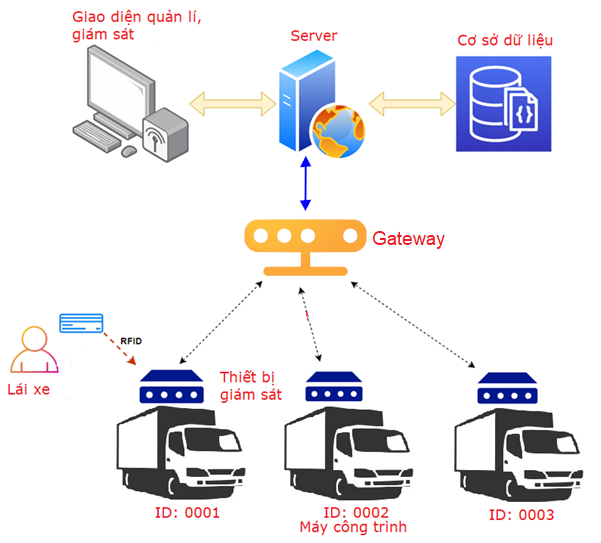 Giao diện quản lí,
giám sát
Server
Cơ sở dữ liệu
Gateway
RFID
Lái xe
Thiết bị
giám sát
ID: 0001
ID: 0002
Máy công trình
ID: 0003